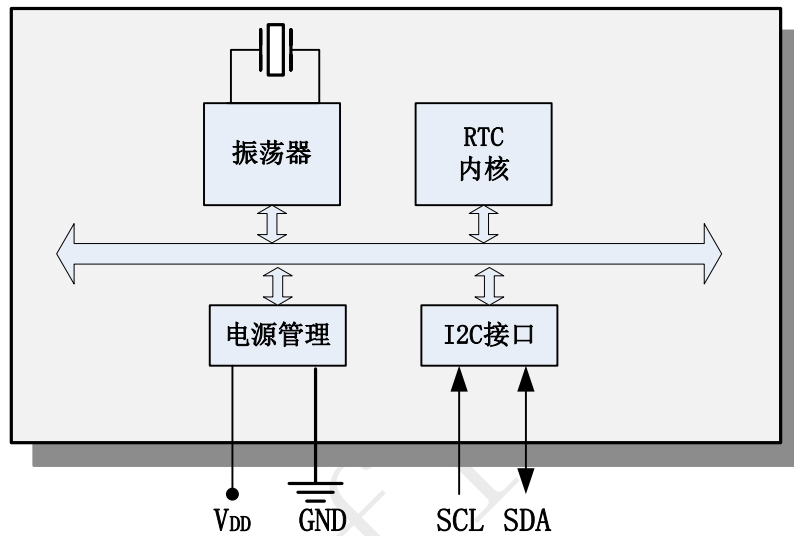 振荡器
RTC
内核
电源管理
I2C接口
VDD
GND
SCL
SDA